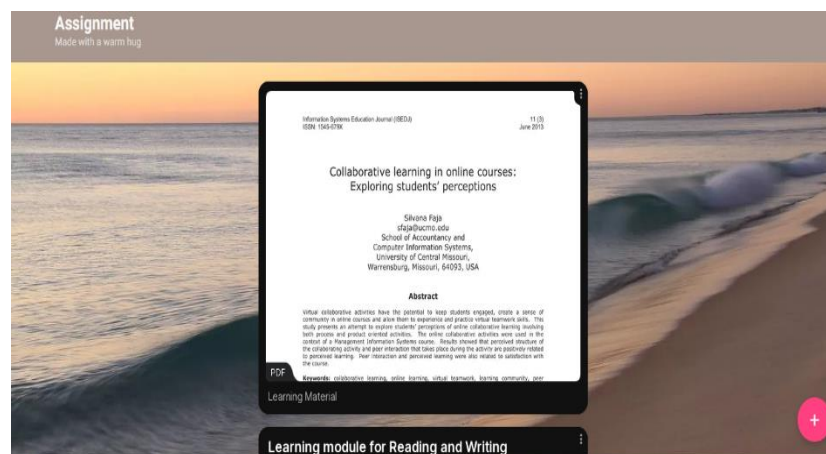 Assignment
Made with a warm hug
Information Systems Education Journal (ISEDJ) 11 (3)
ISSN: 1545-679X June 2013
Collaborative learning in online courses:
Exploring students' perceptions
Silvana Faja
sfaja@ucmo.edu
School of Accountancy and
Computer Information Systems,
University of Central Missouri,
Warrensburg, Missouri, 64093, USA
Abstract
Virtual collaborative activities have the potential to keep students engaged, create a sense of
community in online courses and allow them to experience and practice virtual teamwork skills. This
study presents an attempt to explore students' perceptions of online collaborative learning involving
both process and product oriented activities. The online collaborative activities were used in the
context of a Management Information Systems course. Results showed that perceived structure of
the collaborating activity and peer interaction that takes place during the activity are positively related
to perceived learning. Peer interaction and perceived learning were also related to satisfaction with
the course.
Keywords: collaborative learning, online learning, virtual teamwork, learning community, peer
PDF
Learning Material
Learning module for Reading and Writing